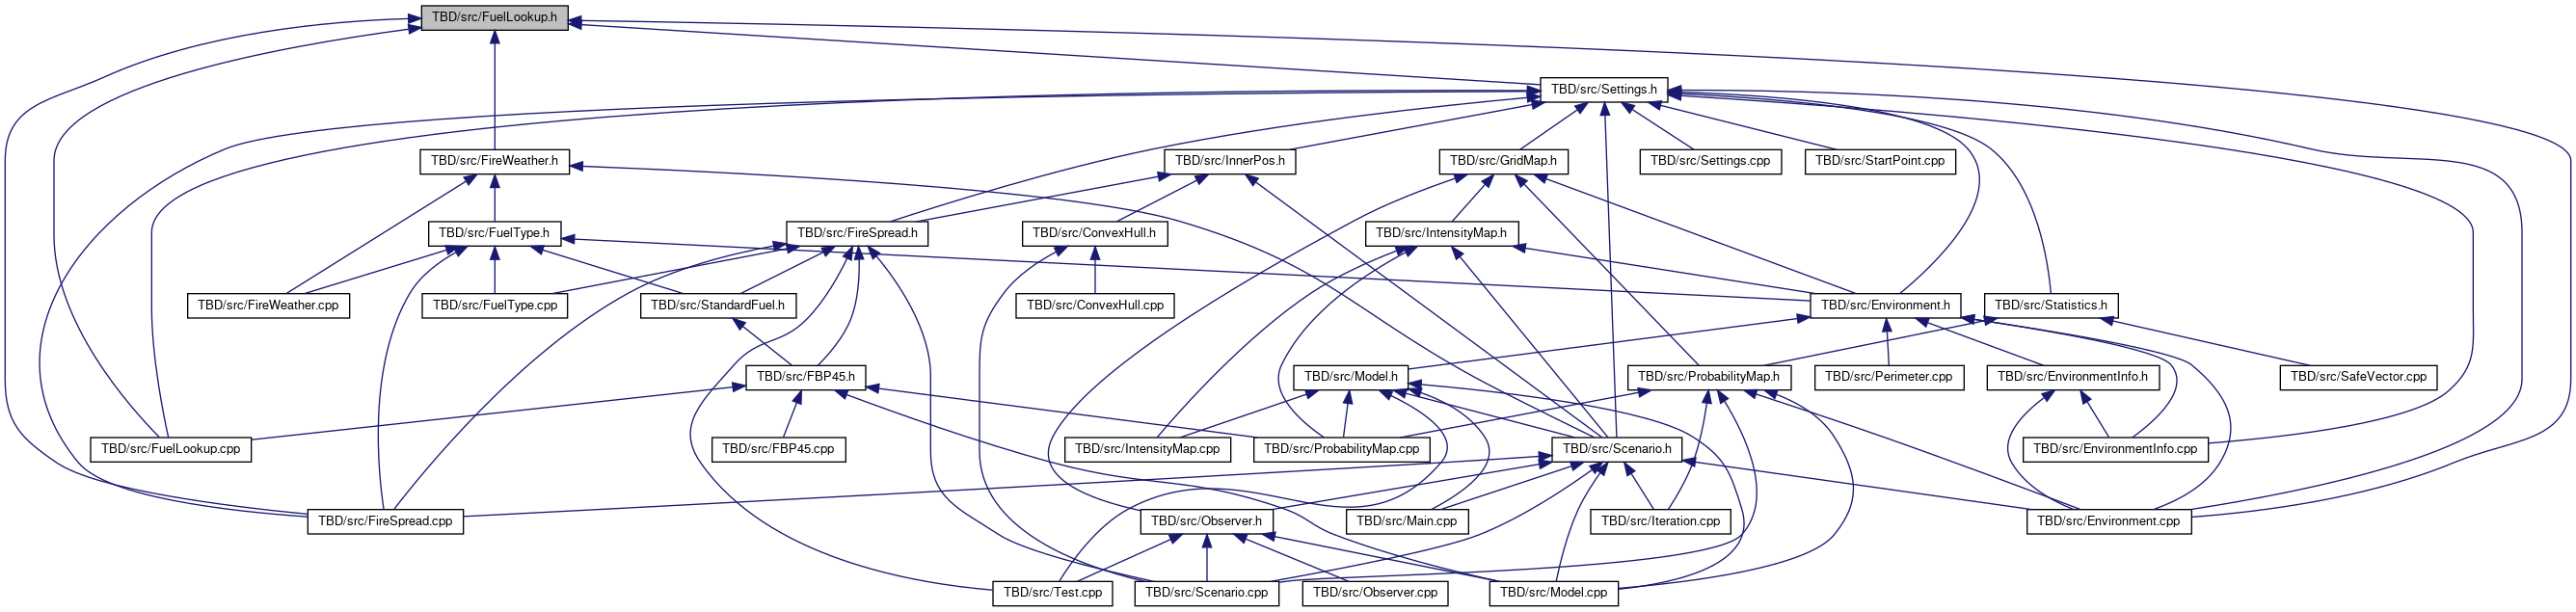 TBD/src/FuelLookup.h
TBD/src/Settings.h
TBD/src/FireWeather.h
TBD/src/InnerPos.h
TBD/src/GridMap.h
TBD/src/Settings.cpp
TBD/src/StartPoint.cpp
TBD/src/FuelType.h
TBD/src/FireSpread.h
TBD/src/ConvexHull.h
TBD/src/IntensityMap.h
TBD/src/FireWeather.cpp
TBD/src/FuelType.cpp
TBD/src/StandardFuel.h
TBD/src/ConvexHull.cpp
TBD/src/Environment.h
TBD/src/Statistics.h
TBD/src/FBP45.h
TBD/src/Model.h
TBD/src/ProbabilityMap.h
TBD/src/Perimeter.cpp
TBD/src/EnvironmentInfo.h
TBD/src/SafeVector.cpp
TBD/src/FuelLookup.cpp
TBD/src/FBP45.cpp
TBD/src/IntensityMap.cpp
TBD/src/ProbabilityMap.cpp
TBD/src/Scenario.h
TBD/src/EnvironmentInfo.cpp
TBD/src/FireSpread.cpp
TBD/src/Observer.h
TBD/src/Main.cpp
TBD/src/Iteration.cpp
TBD/src/Environment.cpp
TBD/src/Test.cpp
TBD/src/Scenario.cpp
TBD/src/Observer.cpp
TBD/src/Model.cpp